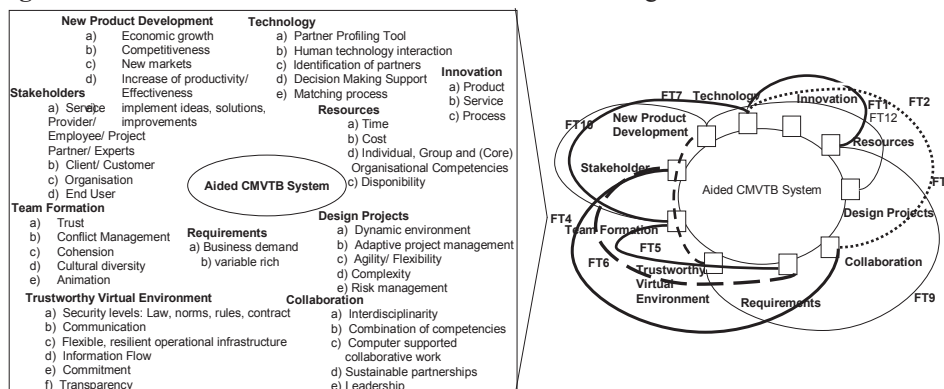 New Product Development
a) Economic growth
b) Competitiveness
c) New markets
d) Increase of productivity/
Effectiveness
e) implement ideas, solutions,
improvements
Technology
a) Partner Profiling Tool
b) Human technology interaction
c) Identification of partners
d) Decision Making Support
e) Matching process
Innovation
a) Product
b) Service
c) Process
Stakeholders
a) Service
Provider/
Employee/ Project
Partner/ Experts
b) Client/ Customer
c) Organisation
d) End User
Resources
a) Time
b) Cost
d) Individual, Group and (Core)
Organisational Competencies
c) Disponibility
Aided CMVTB System
Team Formation
a) Trust
b) Conflict Management
c) Cohension
d) Cultural diversity
e) Animation
Requirements
a) Business demand
b) variable rich
Design Projects
a) Dynamic environment
b) Adaptive project management
c) Agility/ Flexibility
d) Complexity
e) Risk management
Trustworthy Virtual Environment
a) Security levels: Law, norms, rules, contract
b) Communication
c) Flexible, resilient operational infrastructure
d) Information Flow
e) Commitment
f) Transparency
Collaboration
a) Interdisciplinarity
b) Combination of competencies
c) Computer supported
collaborative work
d) Sustainable partnerships
e) Leadership
FT7
Technology
Innovation
FT1
FT2
FT12
FT10
New Product
Development
Resources
Stakeholder
Aided CMVTB System
FT
Design Projects
FT4
Team Formation
FT5
FT6
Trustworthy
Virtual
Environment
Collaboration
Requirements
FT9